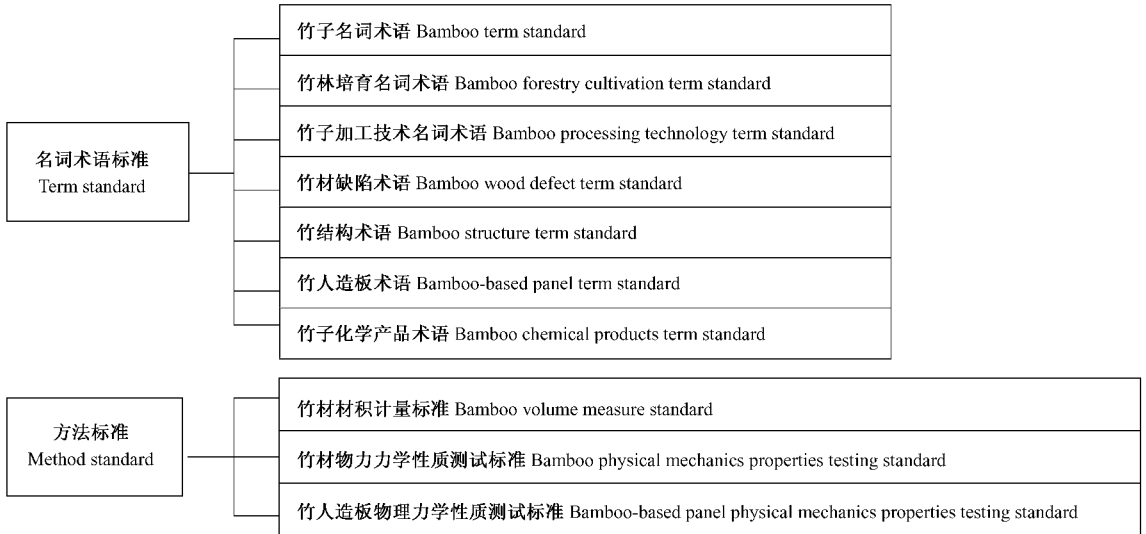 名词术语标准
Term standard
竹子名词术语 Bamboo term standard
竹林培育名词术语 Bamboo forestry cultivation term standard
竹子加工技术名词术语 Bamboo processing technology term standard
竹材缺陷术语 Bamboo wood defect term standard
竹结构术语 Bamboo structure term standard
竹人造板术语 Bamboo-based panel term standard
竹子化学产品术语 Bamboo chemical products term standard
方法标准
Method standard
竹材材积计量标准 Bamboo volume measure standard
竹材物力力学性质测试标准 Bamboo physical mechanics properties testing standard
竹人造板物理力学性质测试标准 Bamboo-based panel physical mechanics properties testing standard